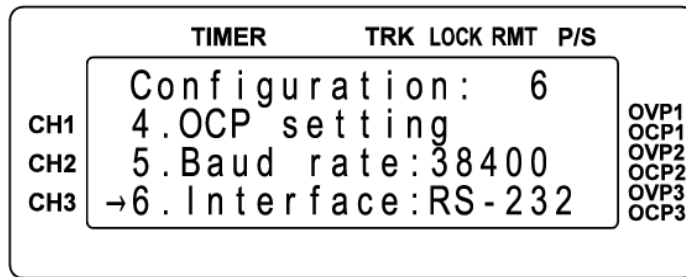 TIMER TRK LOCK RMT P/S
Configuration: 6
CH1 4.OCP setting OVP1
OCP1
CH2 5.Baud rate:38400 OVP2
OCP2
CH3 →6.Interface:RS-232 OVP3
OCP3